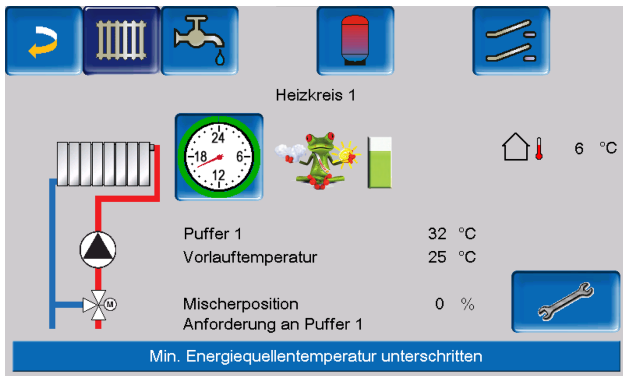 Heizkreis 1
24
18
6
12
6 °C
Puffer 1 32 °C
Vorlauftemperatur 25 °C
M
Mischerposition 0 %
Anforderung an Puffer 1
Min. Energiequellentemperatur unterschritten